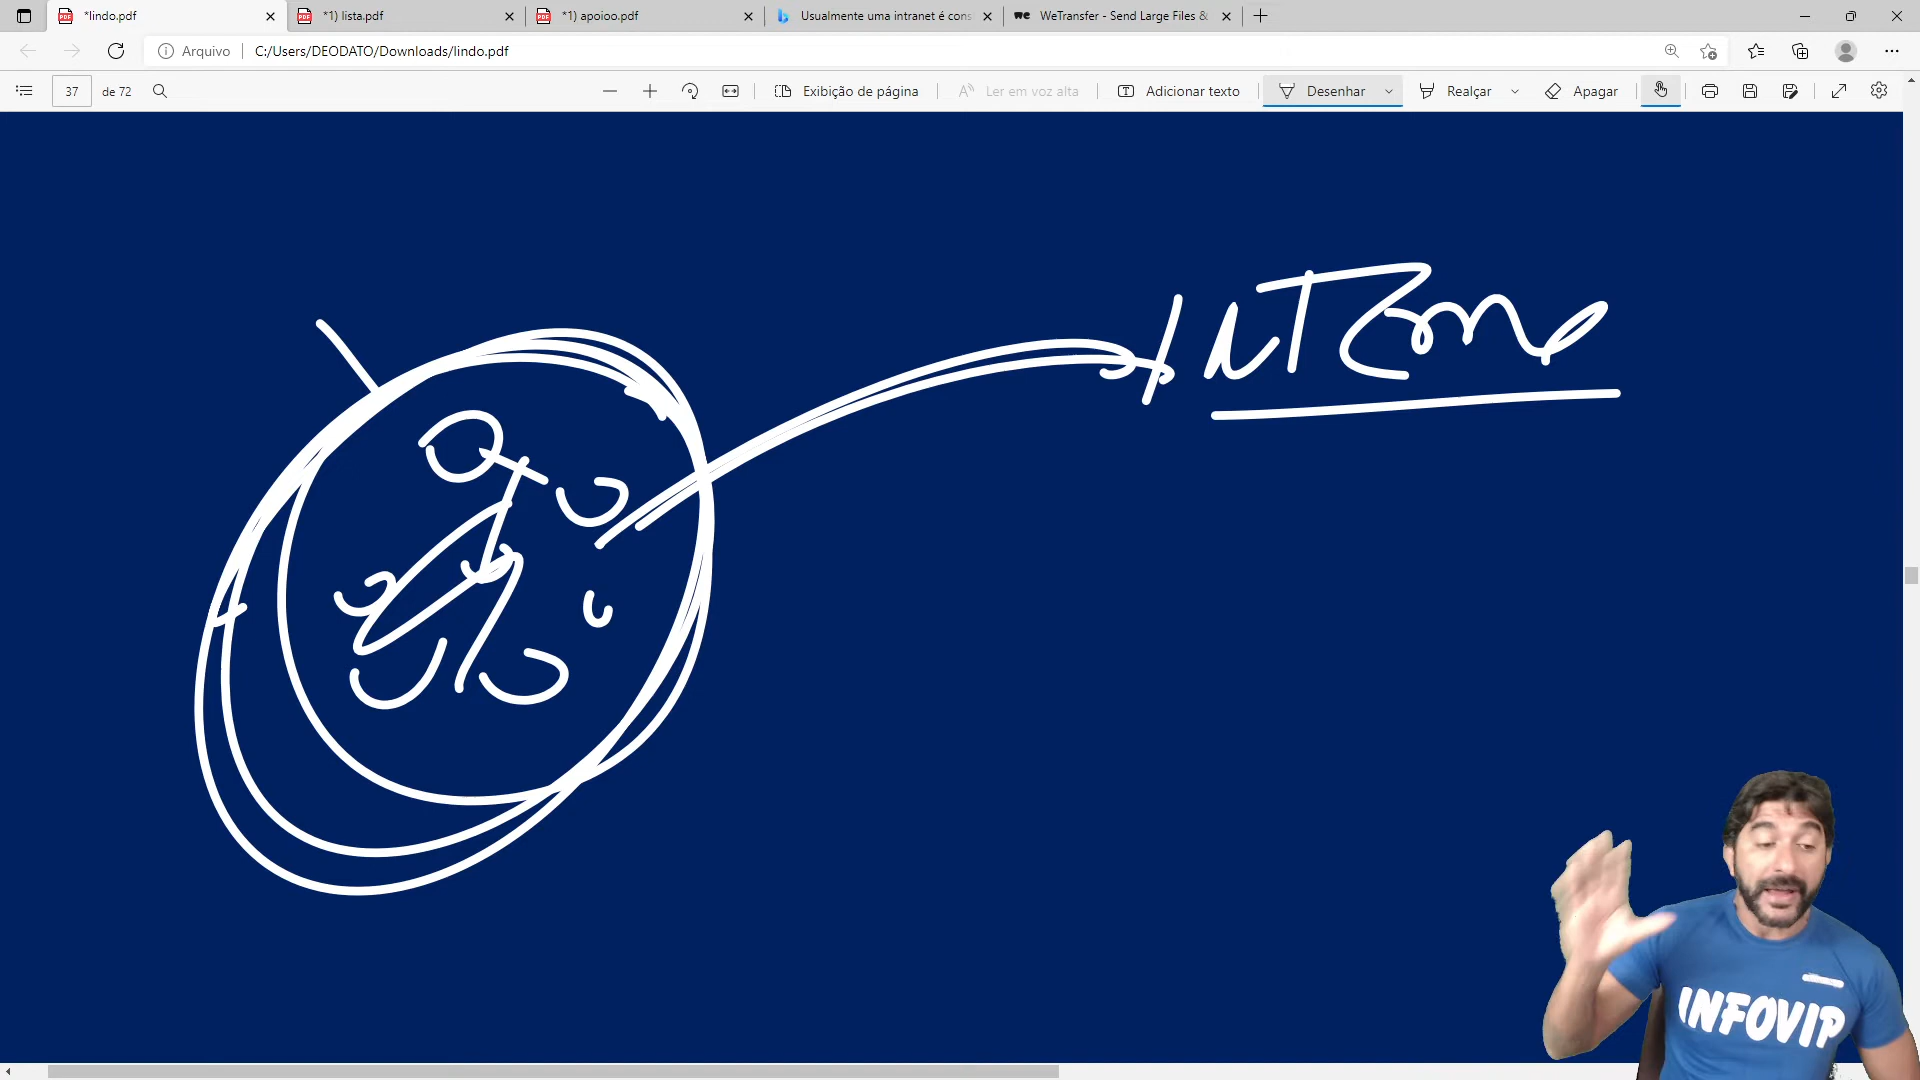 *lindo.pdf
*1) lista.pdf
*1) apoioo.pdf
Usualmente uma intranet é cons
WeTransfer - Send Large Files &
Arquivo
C:/Users/DEODATO/Downloads/lindo.pdf
37 de 72
Exibição de página
Ler em voz alta
Adicionar texto
Desenhar
Realçar
Apagar
INFOVIP